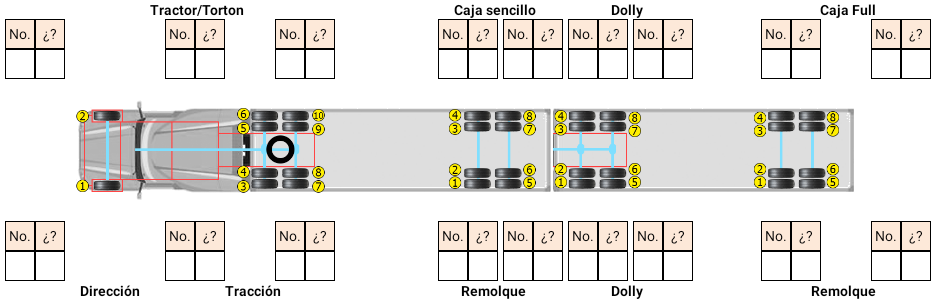 Tractor/Torton Caja sencillo Dolly Caja Full
No. ¿? No. ¿? No. ¿? No. ¿? No. ¿? No. ¿? No. ¿? No. ¿? No. ¿?
2 6 10 4 8 4 8 4 8
5 9 3 7 3 7 3 7
4 8 2 6 2 6 2 6
1 3 7 1 5 1 5 1 5
No. ¿? No. ¿? No. ¿? No. ¿? No. ¿? No. ¿? No. ¿? No. ¿? No. ¿?
Dirección Tracción Remolque Dolly Remolque